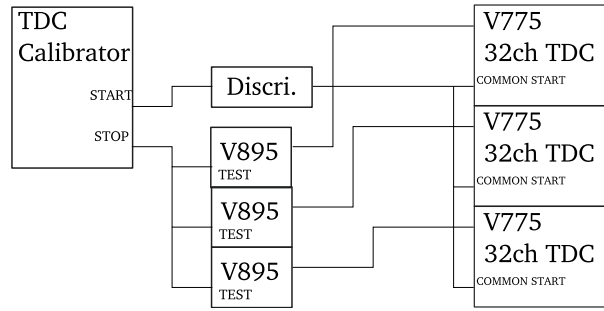 TDC
Calibrator
START
STOP
Discri.
V895
TEST
V895
TEST
V895
TEST
V775
32ch TDC
COMMON START
V775
32ch TDC
COMMON START
V775
32ch TDC
COMMON START